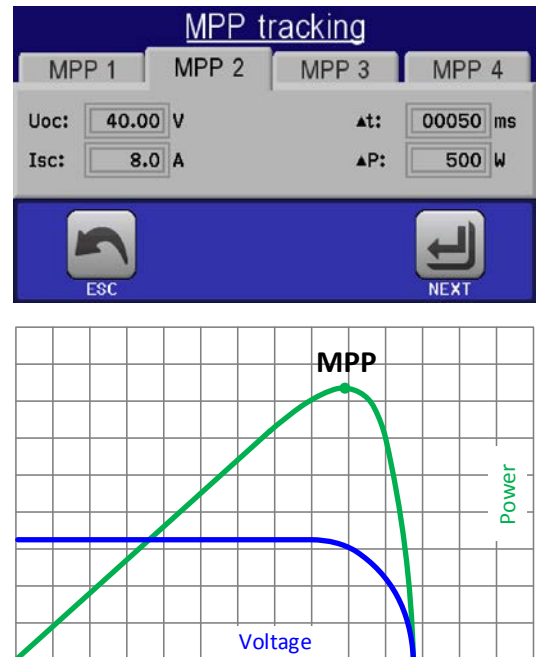 MPP tracking
MPP 1 MPP 2 MPP 3 MPP 4
Uoc: 40.00 V ▲t: 00050 ms
Isc: 8.0 A ▲P: 500 W
ESC NEXT
MPP
Power
Voltage